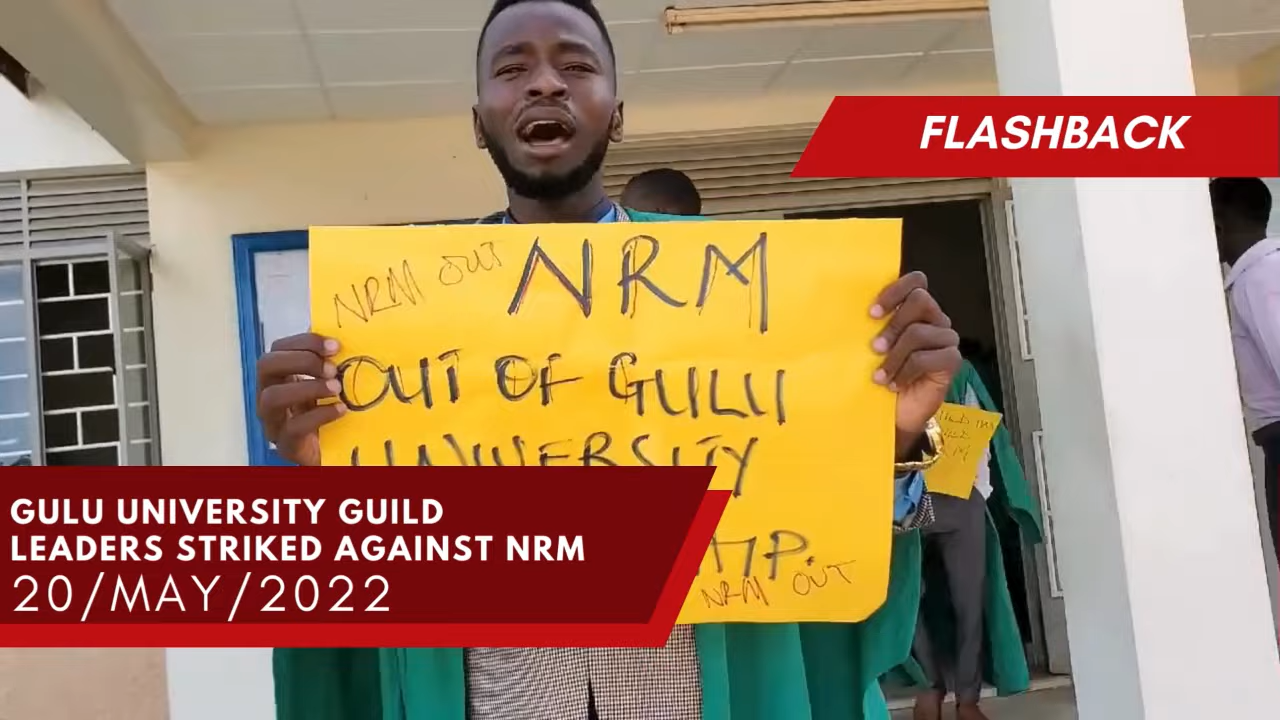 FLASHBACK
NRM OUT
NRM
OUT OF GULU
UNIVERSITY
NRM OUT
GULU UNIVERSITY GUILD
LEADERS STRIKED AGAINST NRM
20/MAY/2022